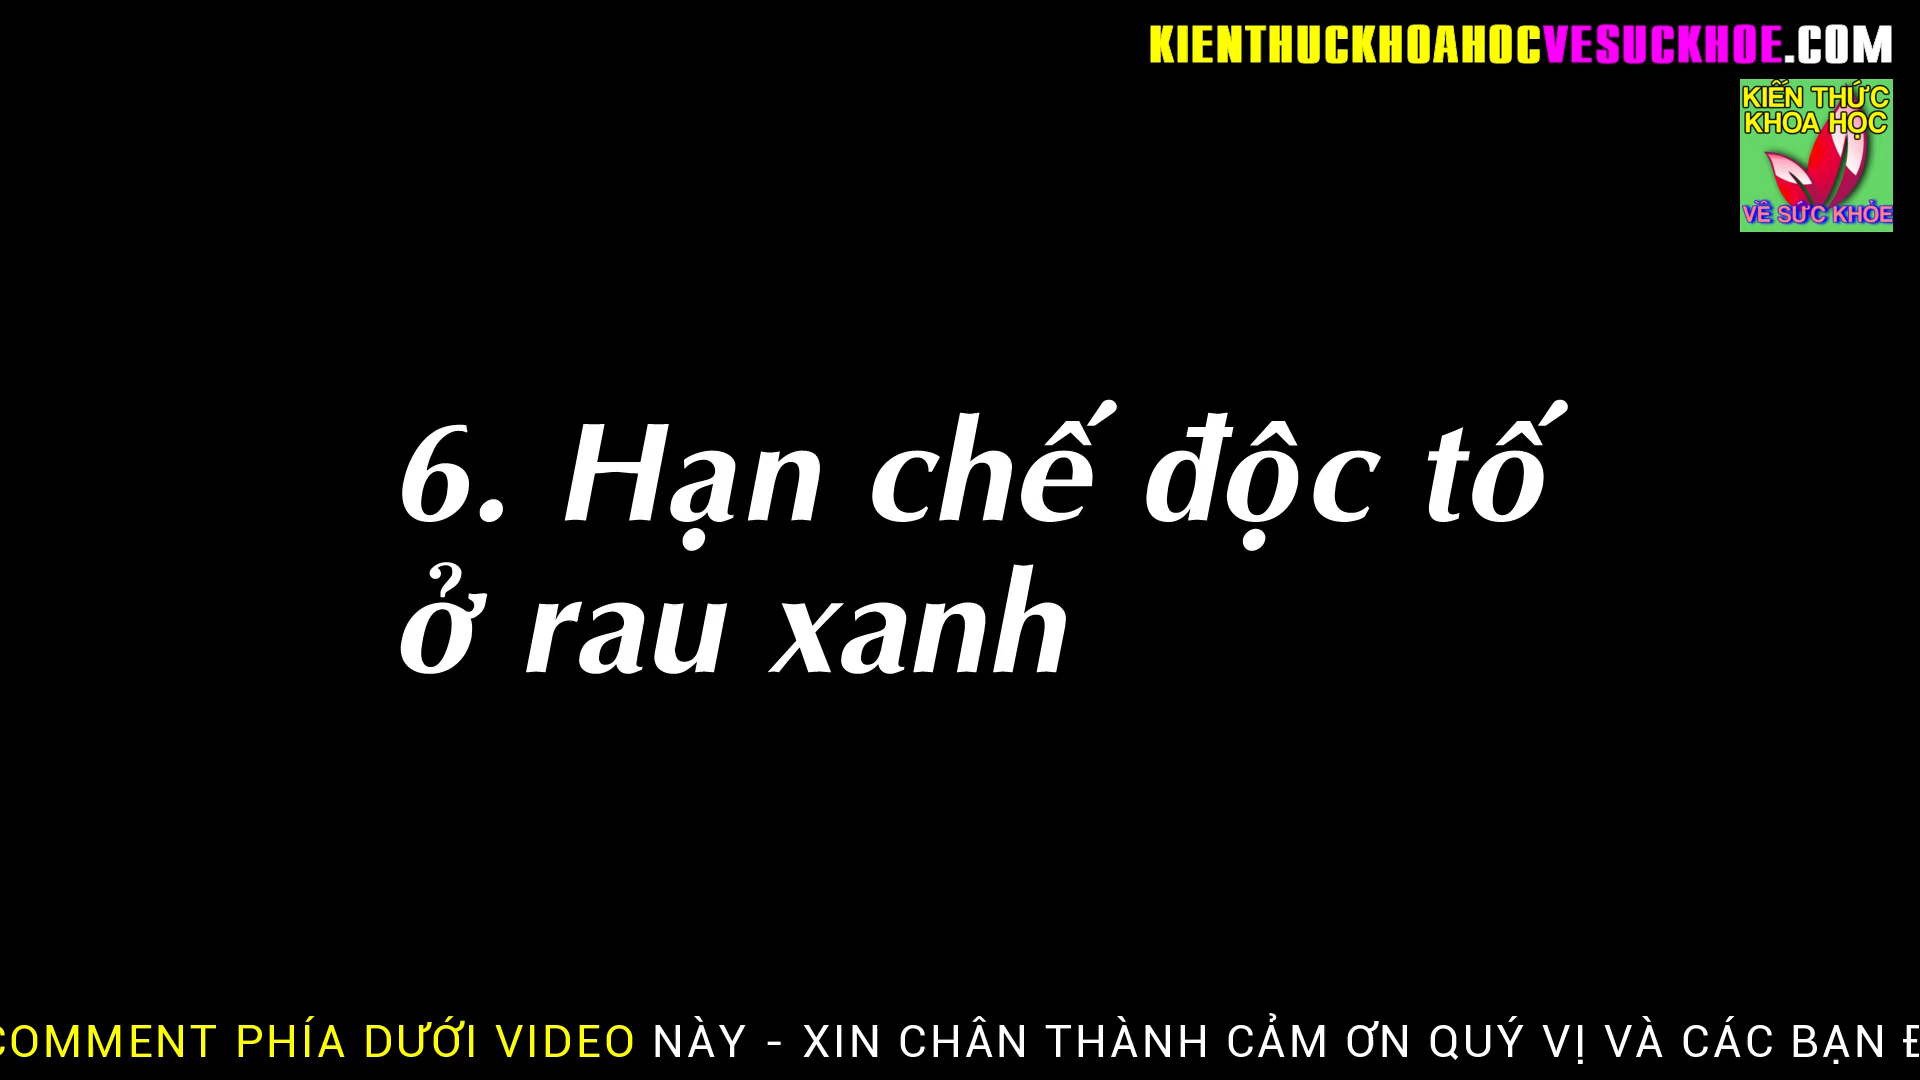 KIENTHUCKHOAHOCVESUCKHOE.COM
KIẾN THỨC
KHOA HỌC
VỀ SỨC KHỎE
6. Hạn chế độc tố
ở rau xanh
COMMENT PHÍA DƯỚI VIDEO NÀY - XIN CHÂN THÀNH CẢM ƠN QUÝ VỊ VÀ CÁC BẠN